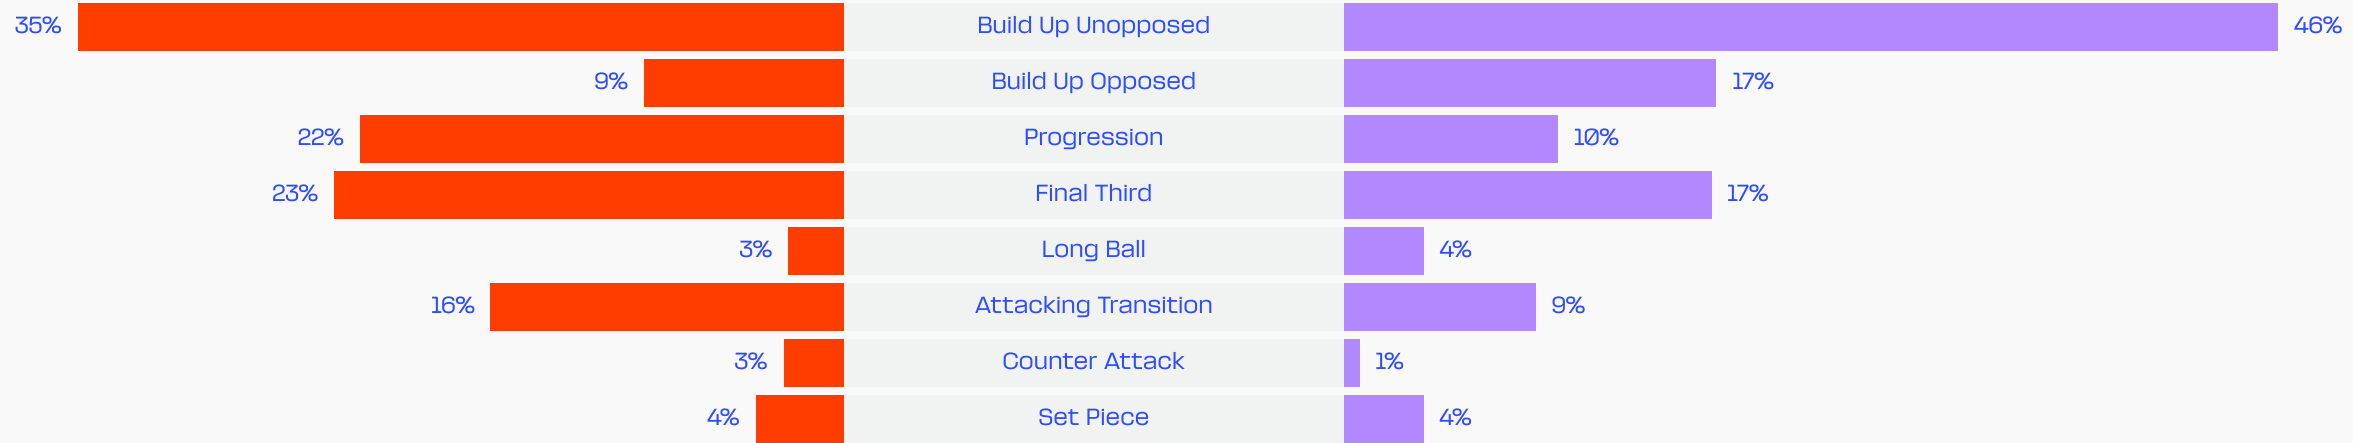 35% Build Up Unopposed 46%
9% Build Up Opposed 17%
22% Progression 10%
23% Final Third 17%
3% Long Ball 4%
16% Attacking Transition 9%
3% Counter Attack 1%
4% Set Piece 4%